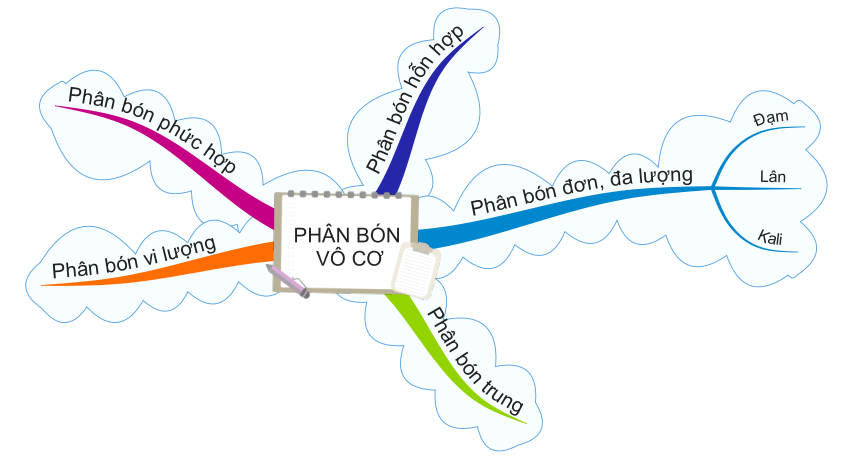 PHÂN BÓN
VÔ CƠ
Phân bón hỗn hợp
Phân bón đơn, đa lượng
Đạm
Lân
Kali
Phân bón trung
Phân bón vi lượng
Phân bón phức hợp